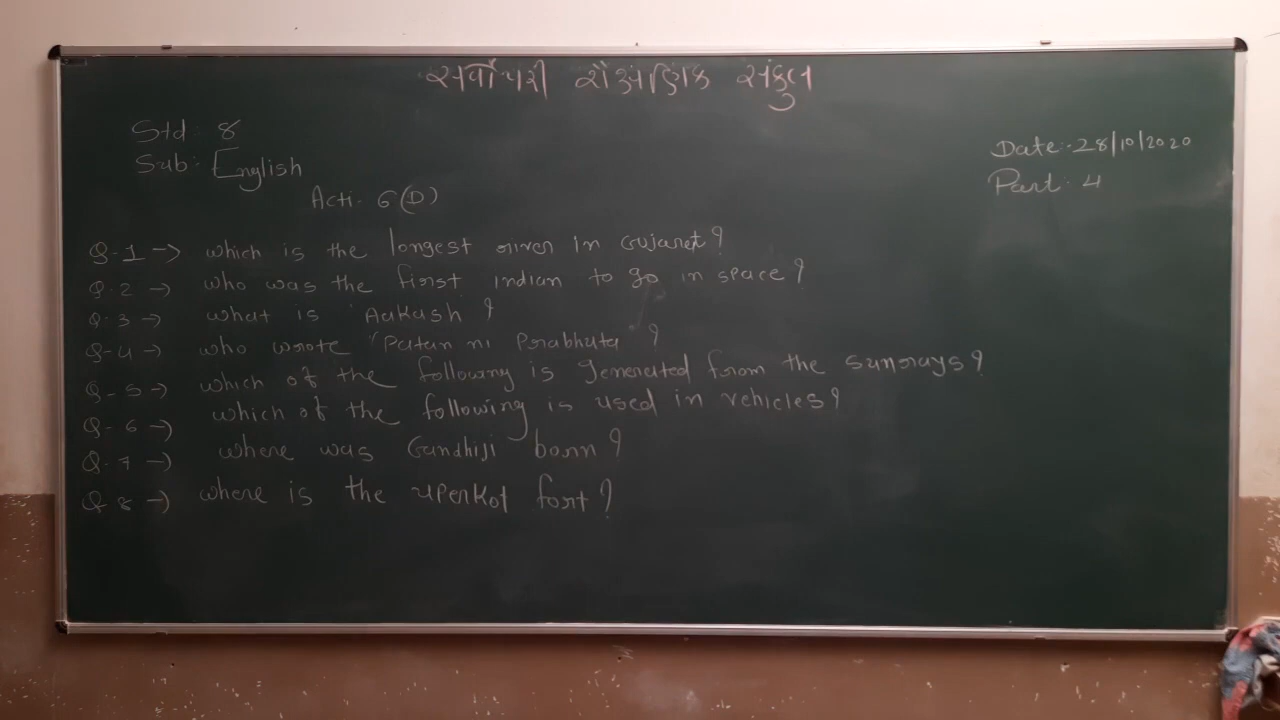 સર્વોપરી શૈક્ષણિક સંકુલ
Std: 8
Sub: English
Date:- 28/10/2020
Part. 4
Acti- 6 (D)
Q.1 → which is the longest river in Gujarat?
Q.2 → who was the first indian to go in space?
Q.3 → what is 'Aakash ?
Q-4 → who wrote "Patan ni Prabhuta" ?
Q-5 → which of the following is generated from the sunrays?
Q-6 → which of the following is used in vehicles?
Q.7 → where was Gandhiji born?
Q.8 → where is the uperkot fort?